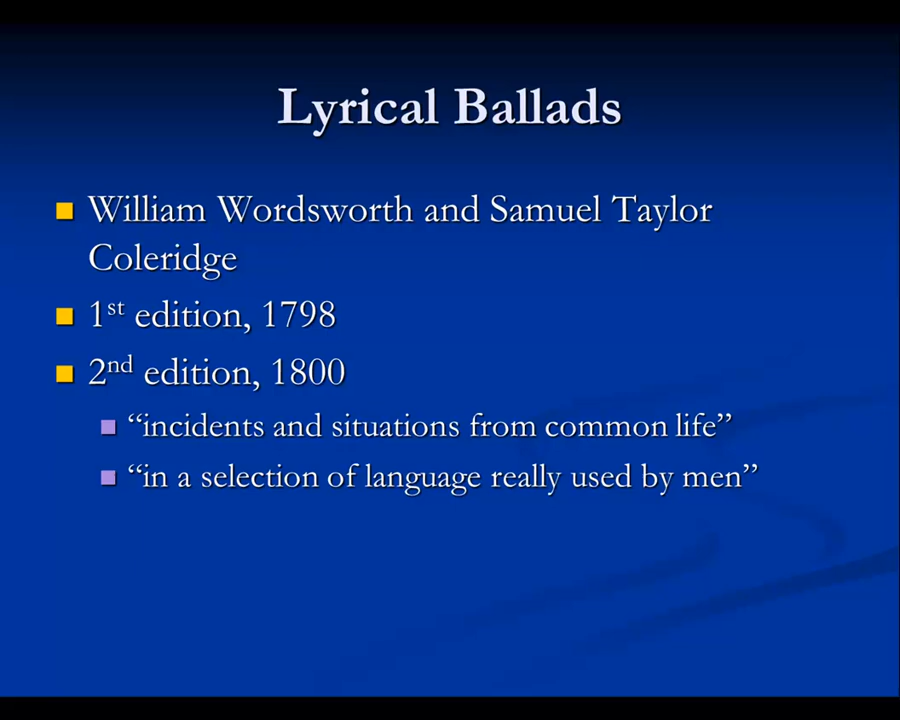 Lyrical Ballads
William Wordsworth and Samuel Taylor
Coleridge
1st edition, 1798
2nd edition, 1800
“incidents and situations from common life”
“in a selection of language really used by men”